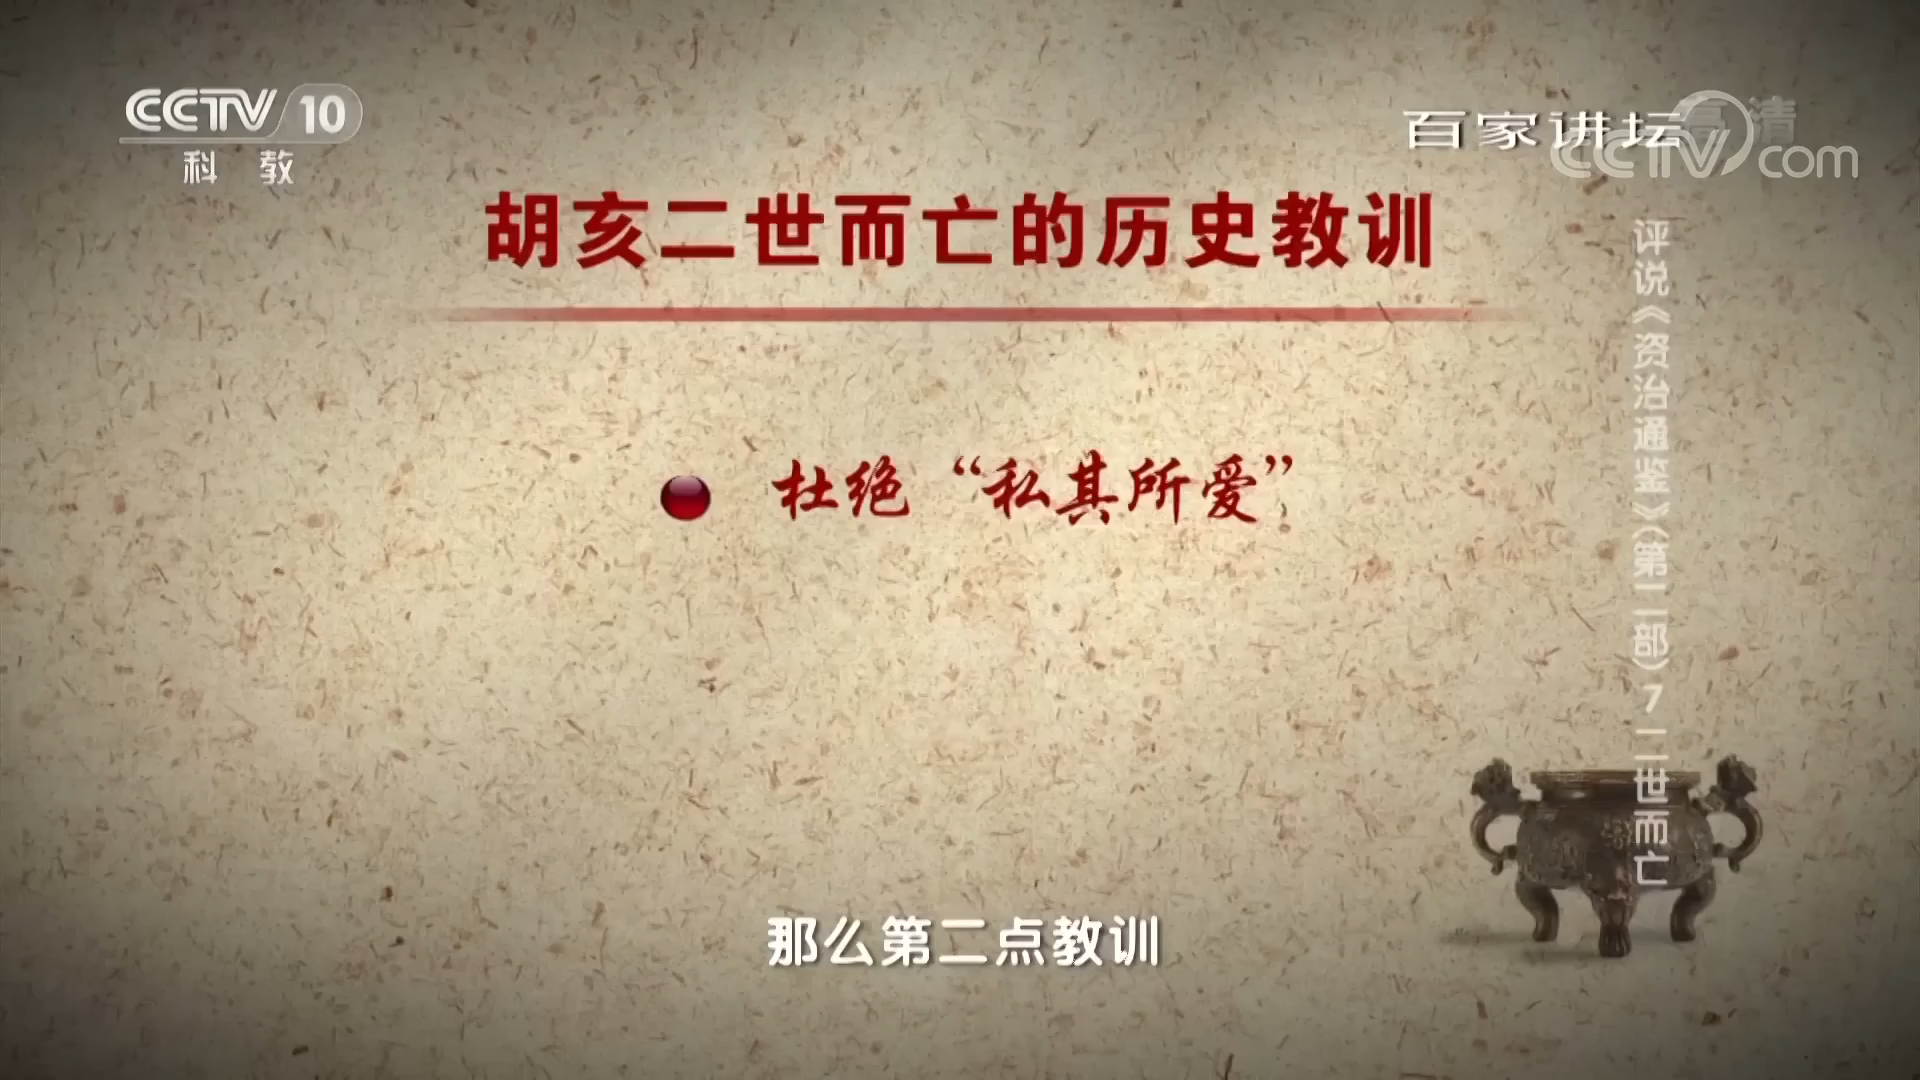 CCTV 10
科教
百家讲坛
高清
CCTV.com
胡亥二世而亡的历史教训
杜绝“私其所爱”
评说《资治通鉴》(第二部) 7 二世而亡
那么第二点教训